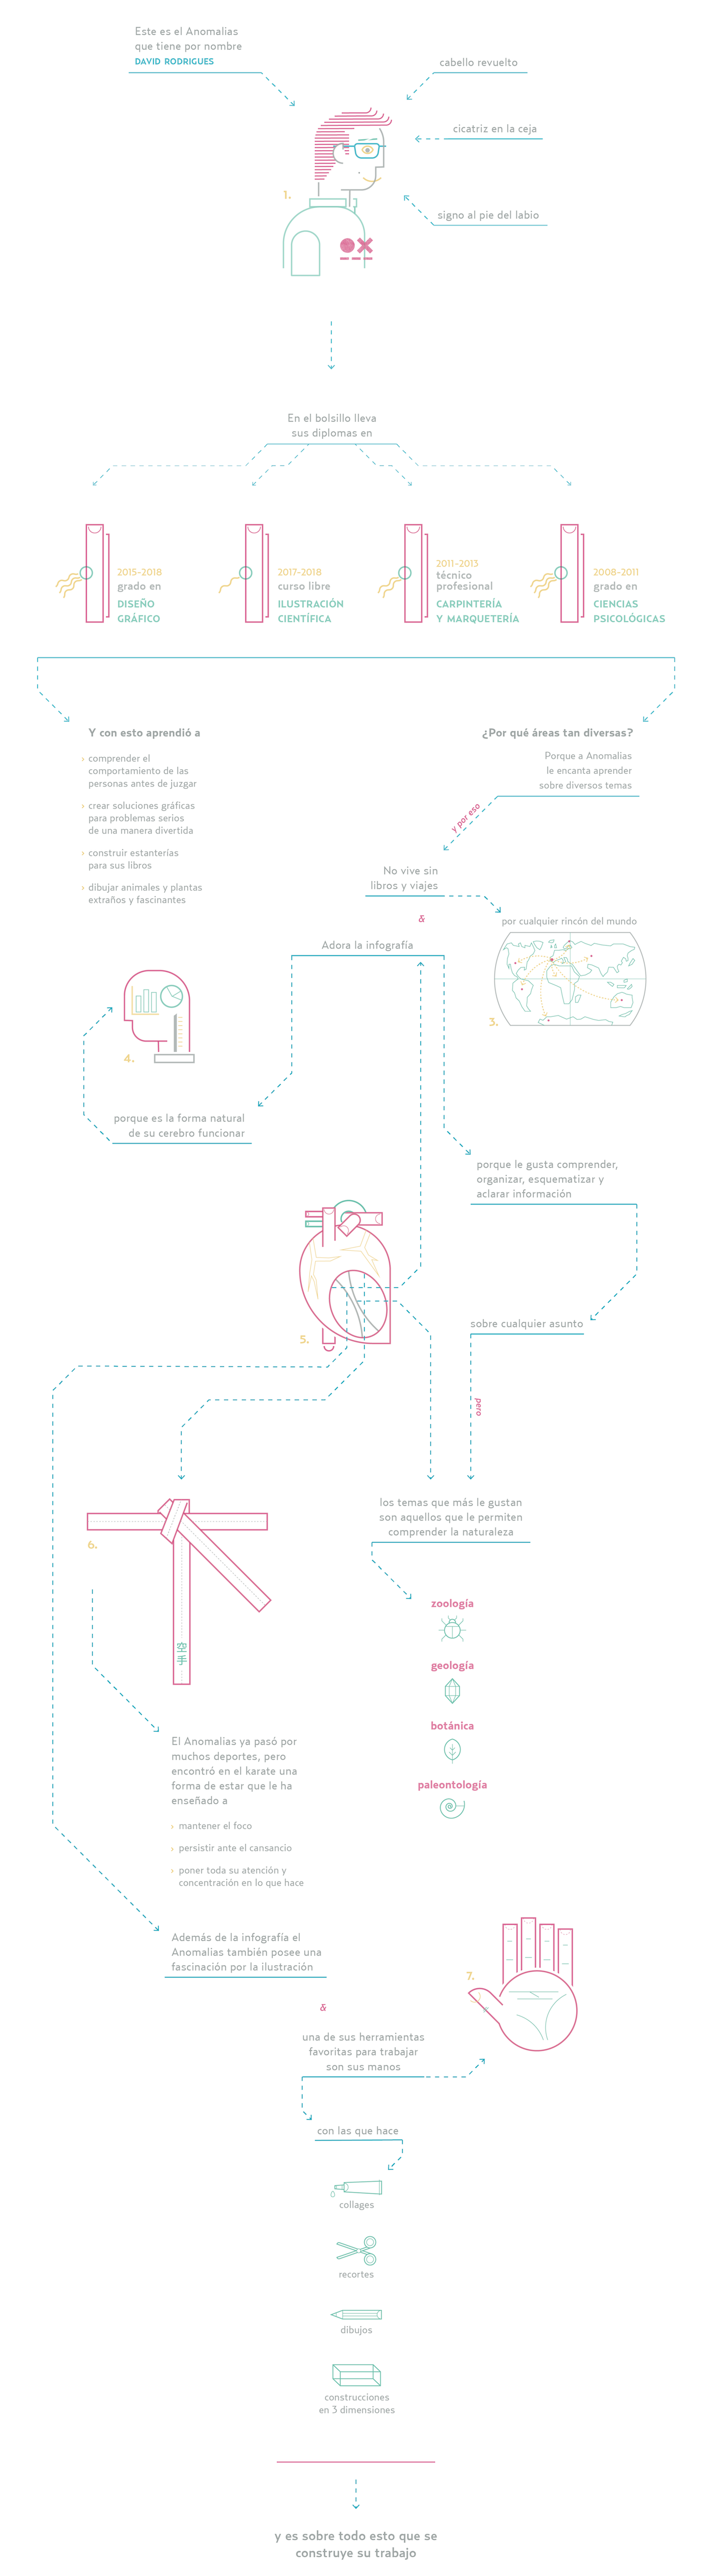 Este es el Anomalias
que tiene por nombre
DAVID RODRIGUES
cabello revuelto
cicatriz en la ceja
signo al pie del labio
1.
En el bolsillo lleva
sus diplomas en
2015-2018
grado en
DISEÑO
GRÁFICO
2017-2018
curso libre
ILUSTRACIÓN
CIENTÍFICA
2011-2013
técnico
profesional
CARPINTERÍA
Y MARQUETERÍA
2008-2011
grado en
CIENCIAS
PSICOLÓGICAS
Y con esto aprendió a
› comprender el
comportamiento de las
personas antes de juzgar
› crear soluciones gráficas
para problemas serios
de una manera divertida
› construir estanterías
para sus libros
› dibujar animales y plantas
extraños y fascinantes
¿Por qué áreas tan diversas?
Porque a Anomalias
le encanta aprender
sobre diversos temas
y por eso
No vive sin
libros y viajes
por cualquier rincón del mundo
3.
&
Adora la infografía
4.
porque es la forma natural
de su cerebro funcionar
porque le gusta comprender,
organizar, esquematizar y
aclarar información
sobre cualquier asunto
5.
pero
los temas que más le gustan
son aquellos que le permiten
comprender la naturaleza
zoología
geología
botánica
paleontología
6.
空
手
El Anomalias ya pasó por
muchos deportes, pero
encontró en el karate una
forma de estar que le ha
enseñado a
› mantener el foco
› persistir ante el cansancio
› poner toda su atención y
concentración en lo que hace
Además de la infografía el
Anomalias también posee una
fascinación por la ilustración
7.
&
una de sus herramientas
favoritas para trabajar
son sus manos
con las que hace
collages
recortes
dibujos
construcciones
en 3 dimensiones
y es sobre todo esto que se
construye su trabajo